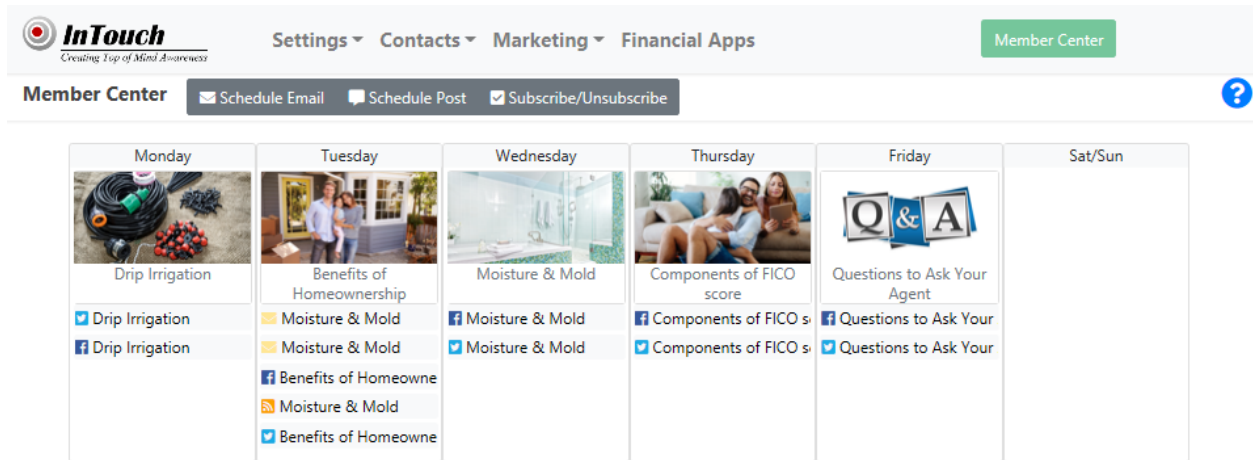 InTouch
Creating Top of Mind Awareness
Settings Contacts Marketing Financial Apps
Member Center
Member Center Schedule Email Schedule Post Subscribe/Unsubscribe
?
Monday Tuesday Wednesday Thursday Friday Sat/Sun
Q & A
Drip Irrigation
Benefits of
Homeownership
Moisture & Mold
Components of FICO
score
Questions to Ask Your
Agent
Drip Irrigation
Drip Irrigation
Moisture & Mold
Moisture & Mold
Benefits of Homeowne
Moisture & Mold
Benefits of Homeowne
Moisture & Mold
Moisture & Mold
Components of FICO s
Components of FICO s
Questions to Ask Your
Questions to Ask Your